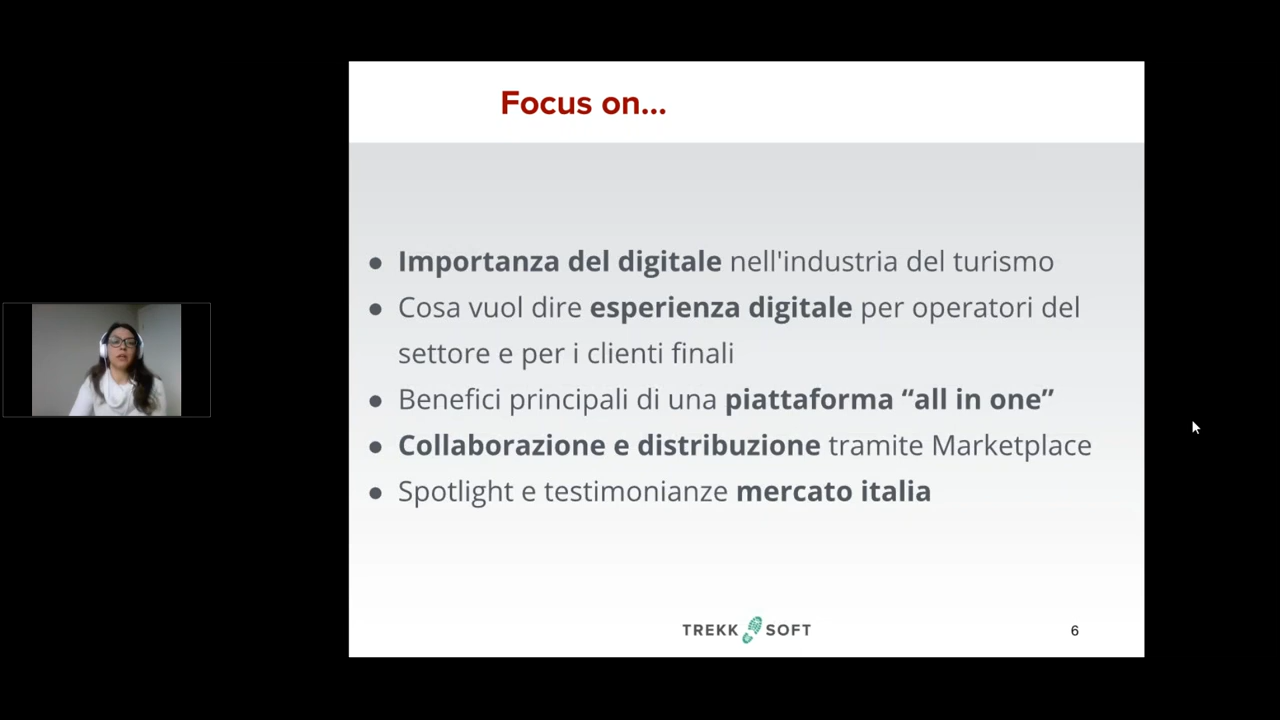 Focus on...
● Importanza del digitale nell'industria del turismo
● Cosa vuol dire esperienza digitale per operatori del
settore e per i clienti finali
● Benefici principali di una piattaforma “all in one”
● Collaborazione e distribuzione tramite Marketplace
● Spotlight e testimonianze mercato italia
TREKK SOFT
6